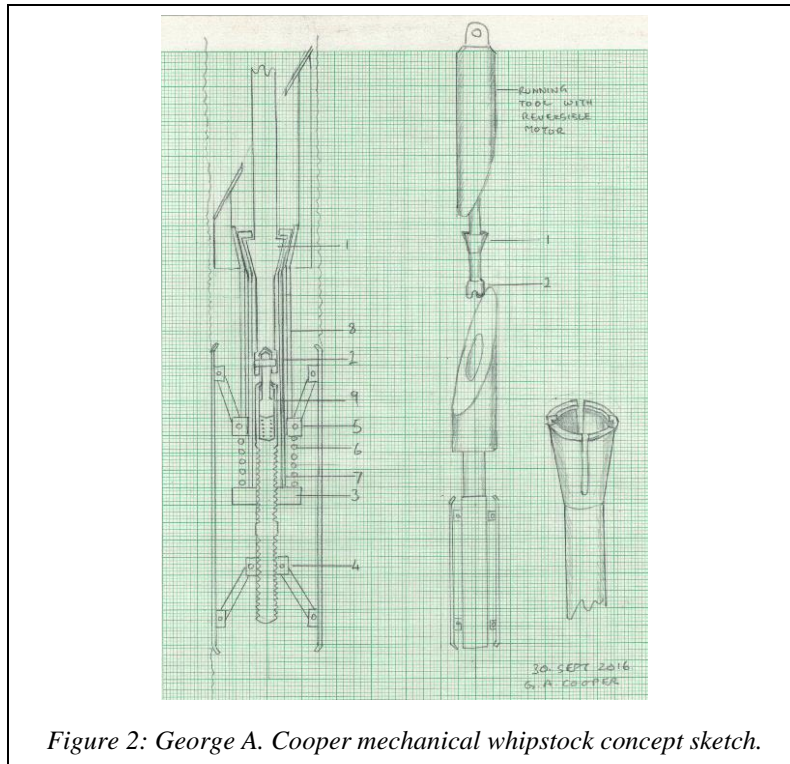 RUNNING
TOOL WITH
REVERSIBLE
MOTOR
1
2
1
8
2
9
5
6
7
3
4
30. SEPT 2016
G. A. COOPER
Figure 2: George A. Cooper mechanical whipstock concept sketch.